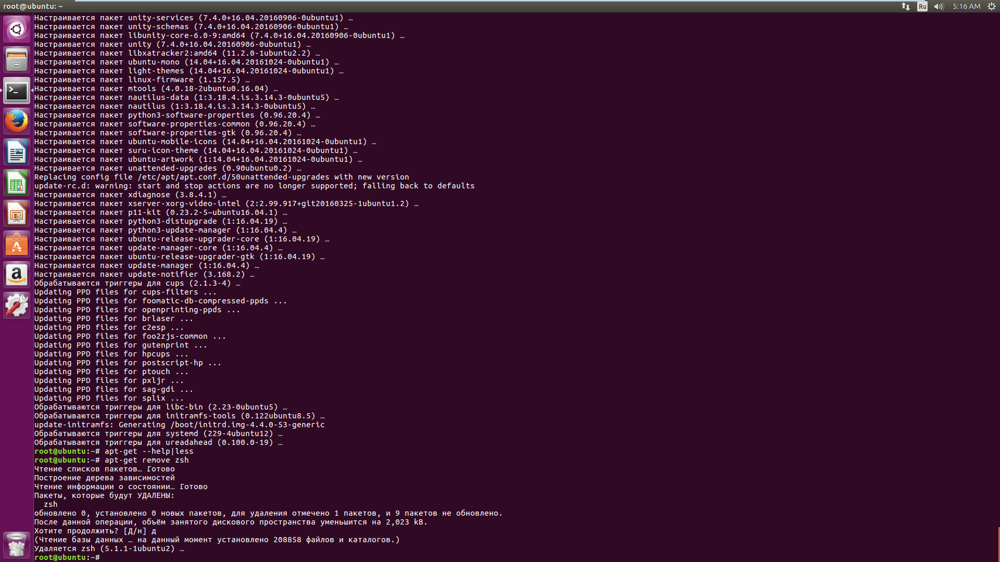 root@ubuntu: ~
Ru
5:16 AM
Настраивается пакет unity-services (7.4.0+16.04.20160906-0ubuntu1) …
Настраивается пакет unity-schemas (7.4.0+16.04.20160906-0ubuntu1) …
Настраивается пакет libunity-core-6.0-9:amd64 (7.4.0+16.04.20160906-0ubuntu1) …
Настраивается пакет unity (7.4.0+16.04.20160906-0ubuntu1) …
Настраивается пакет libxatracker2:amd64 (11.2.0-1ubuntu2.2) …
Настраивается пакет ubuntu-mono (14.04+16.04.20161024-0ubuntu1) …
Настраивается пакет light-themes (14.04+16.04.20161024-0ubuntu1) …
Настраивается пакет linux-firmware (1.157.5) …
Настраивается пакет mtools (4.0.18-2ubuntu0.16.04) …
Настраивается пакет nautilus-data (1:3.18.4.is.3.14.3-0ubuntu5) …
Настраивается пакет nautilus (1:3.18.4.is.3.14.3-0ubuntu5) …
Настраивается пакет python3-software-properties (0.96.20.4) …
Настраивается пакет software-properties-common (0.96.20.4) …
Настраивается пакет software-properties-gtk (0.96.20.4) …
Настраивается пакет ubuntu-mobile-icons (14.04+16.04.20161024-0ubuntu1) …
Настраивается пакет suru-icon-theme (14.04+16.04.20161024-0ubuntu1) …
Настраивается пакет ubuntu-artwork (1:14.04+16.04.20161024-0ubuntu1) …
Настраивается пакет unattended-upgrades (0.90ubuntu0.2) …
Replacing config file /etc/apt/apt.conf.d/50unattended-upgrades with new version
update-rc.d: warning: start and stop actions are no longer supported; falling back to defaults
Настраивается пакет xdiagnose (3.8.4.1) …
Настраивается пакет xserver-xorg-video-intel (2:2.99.917+git20160325-1ubuntu1.2) …
Настраивается пакет p11-kit (0.23.2-5~ubuntu16.04.1) …
Настраивается пакет python3-distupgrade (1:16.04.19) …
Настраивается пакет python3-update-manager (1:16.04.4) …
Настраивается пакет ubuntu-release-upgrader-core (1:16.04.19) …
Настраивается пакет update-manager-core (1:16.04.4) …
Настраивается пакет ubuntu-release-upgrader-gtk (1:16.04.19) …
Настраивается пакет update-manager (1:16.04.4) …
Настраивается пакет update-notifier (3.168.2) …
Обрабатываются триггеры для cups (2.1.3-4) …
Updating PPD files for cups-filters ...
Updating PPD files for foomatic-db-compressed-ppds ...
Updating PPD files for openprinting-ppds ...
Updating PPD files for brlaser ...
Updating PPD files for c2esp ...
Updating PPD files for foo2zjs-common ...
Updating PPD files for gutenprint ...
Updating PPD files for hpcups ...
Updating PPD files for postscript-hp ...
Updating PPD files for ptouch ...
Updating PPD files for pxljr ...
Updating PPD files for sag-gdi ...
Updating PPD files for splix ...
Обрабатываются триггеры для libc-bin (2.23-0ubuntu5) …
Обрабатываются триггеры для initramfs-tools (0.122ubuntu8.5) …
update-initramfs: Generating /boot/initrd.img-4.4.0-53-generic
Обрабатываются триггеры для systemd (229-4ubuntu12) …
Обрабатываются триггеры для ureadahead (0.100.0-19) …
root@ubuntu:~# apt-get --help|less
root@ubuntu:~# apt-get remove zsh
Чтение списков пакетов… Готово
Построение дерева зависимостей
Чтение информации о состоянии… Готово
Пакеты, которые будут УДАЛЕНЫ:
  zsh
обновлено 0, установлено 0 новых пакетов, для удаления отмечено 1 пакетов, и 9 пакетов не обновлено.
После данной операции, объём занятого дискового пространства уменьшится на 2,023 kB.
Хотите продолжить? [Д/н] д
(Чтение базы данных … на данный момент установлено 208858 файлов и каталогов.)
Удаляется zsh (5.1.1-1ubuntu2) …
root@ubuntu:~#